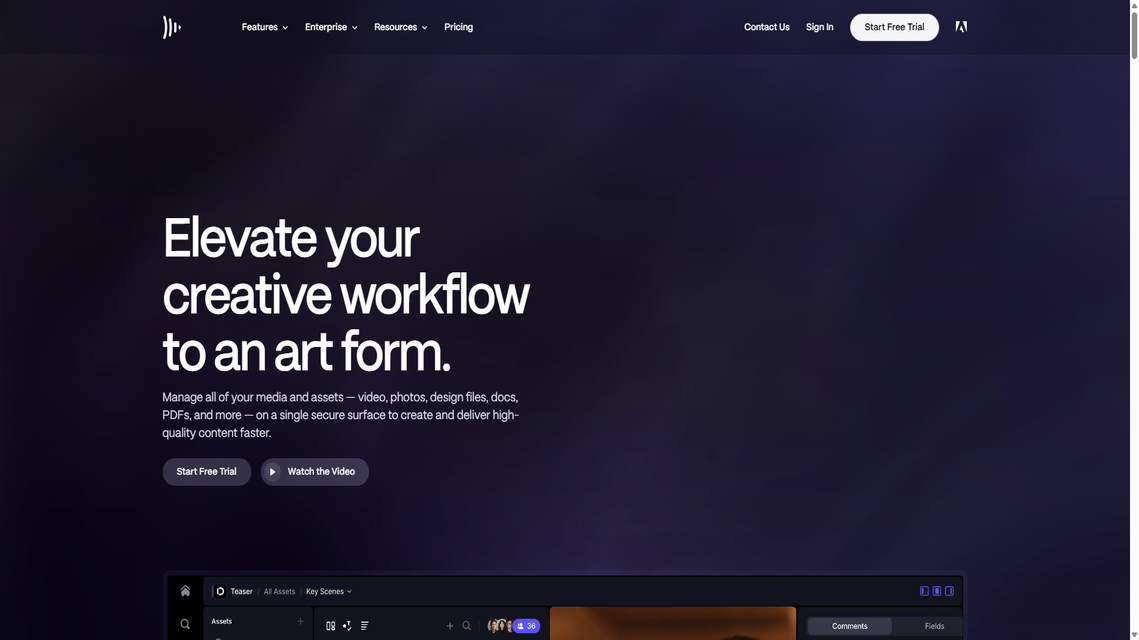 Features
Enterprise
Resources
Pricing
Contact Us
Sign In
Start Free Trial
Elevate your
creative workflow
to an art form.
Manage all of your media and assets — video, photos, design files, docs,
PDFs, and more — on a single secure surface to create and deliver high-
quality content faster.
Start Free Trial
Watch the Video
Teaser / All Assets / Key Scenes
Assets
36
Comments
Fields